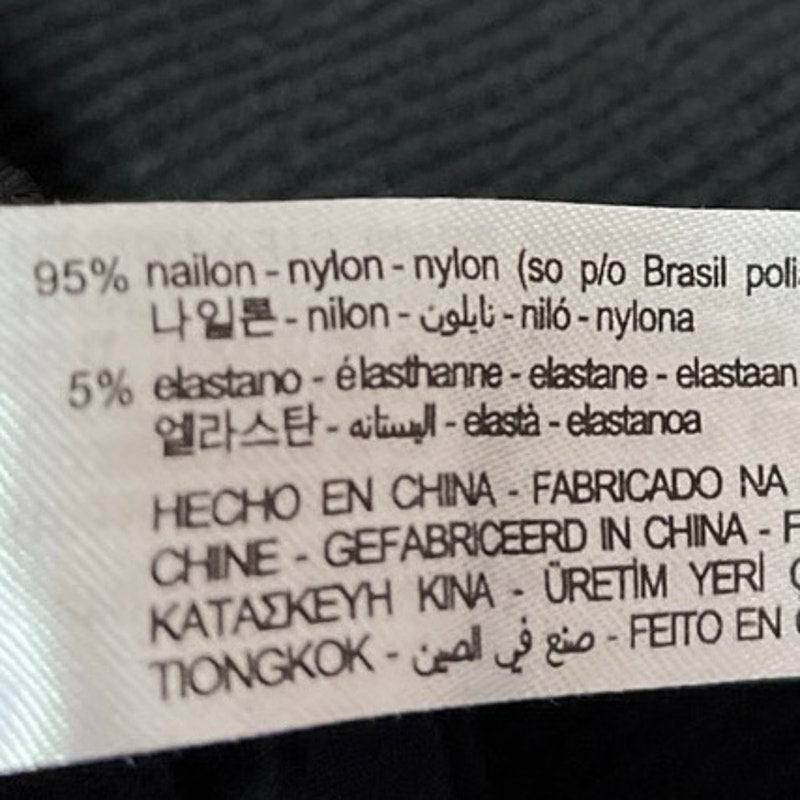 95% nailon - nylon - nylon (so p/o Brasil
나일론 - nilon - نايلون - niló - nylona
5% elastano - élasthanne - elastane - elastaan
엘라스탄 - اليستانه - elastà - elastanoa
HECHO EN CHINA - FABRICADO NA
CHINE - GEFABRICEERD IN CHINA -
ΚΑΤΑΣΚΕΥΗ ΚΙΝΑ - ÜRETİM YERİ
TIONGKOK - صنع في الصين - FEITO EN